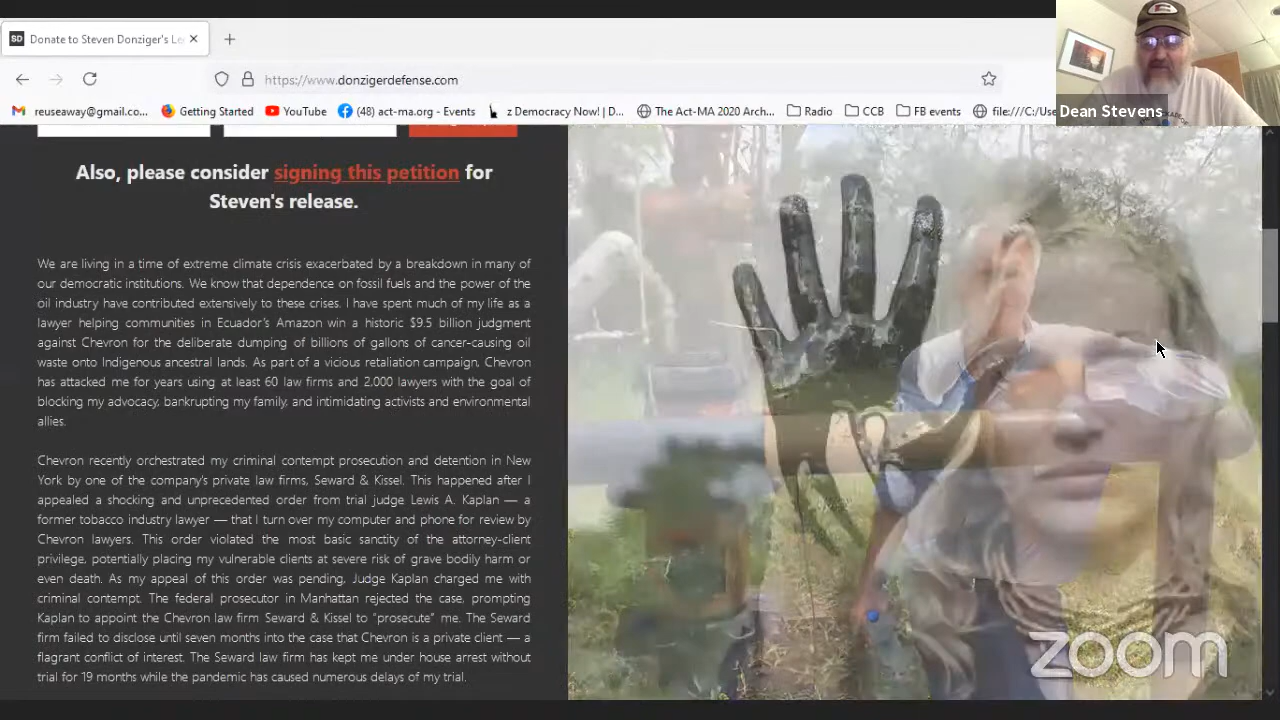 SD Donate to Steven Donziger's Le
https://www.donzigerdefense.com
reuseaway@gmail.co...
Getting Started
YouTube
(48) act-ma.org - Events
z Democracy Now! | D...
The Act-MA 2020 Arch...
Radio
CCB
FB events
file:///C:/Use
Dean Stevens
Also, please consider signing this petition for
Steven's release.
We are living in a time of extreme climate crisis exacerbated by a breakdown in many of
our democratic institutions. We know that dependence on fossil fuels and the power of the
oil industry have contributed extensively to these crises. I have spent much of my life as a
lawyer helping communities in Ecuador's Amazon win a historic $9.5 billion judgment
against Chevron for the deliberate dumping of billions of gallons of cancer-causing oil
waste onto Indigenous ancestral lands. As part of a vicious retaliation campaign, Chevron
has attacked me for years using at least 60 law firms and 2,000 lawyers with the goal of
blocking my advocacy, bankrupting my family, and intimidating activists and environmental
allies.
Chevron recently orchestrated my criminal contempt prosecution and detention in New
York by one of the company's private law firms, Seward & Kissel. This happened after I
appealed a shocking and unprecedented order from trial judge Lewis A. Kaplan — a
former tobacco industry lawyer — that I turn over my computer and phone for review by
Chevron lawyers. This order violated the most basic sanctity of the attorney-client
privilege, potentially placing my vulnerable clients at severe risk of grave bodily harm or
even death. As my appeal of this order was pending, Judge Kaplan charged me with
criminal contempt. The federal prosecutor in Manhattan rejected the case, prompting
Kaplan to appoint the Chevron law firm Seward & Kissel to "prosecute" me. The Seward
firm failed to disclose until seven months into the case that Chevron is a private client — a
flagrant conflict of interest. The Seward law firm has kept me under house arrest without
trial for 19 months while the pandemic has caused numerous delays of my trial.
zoom